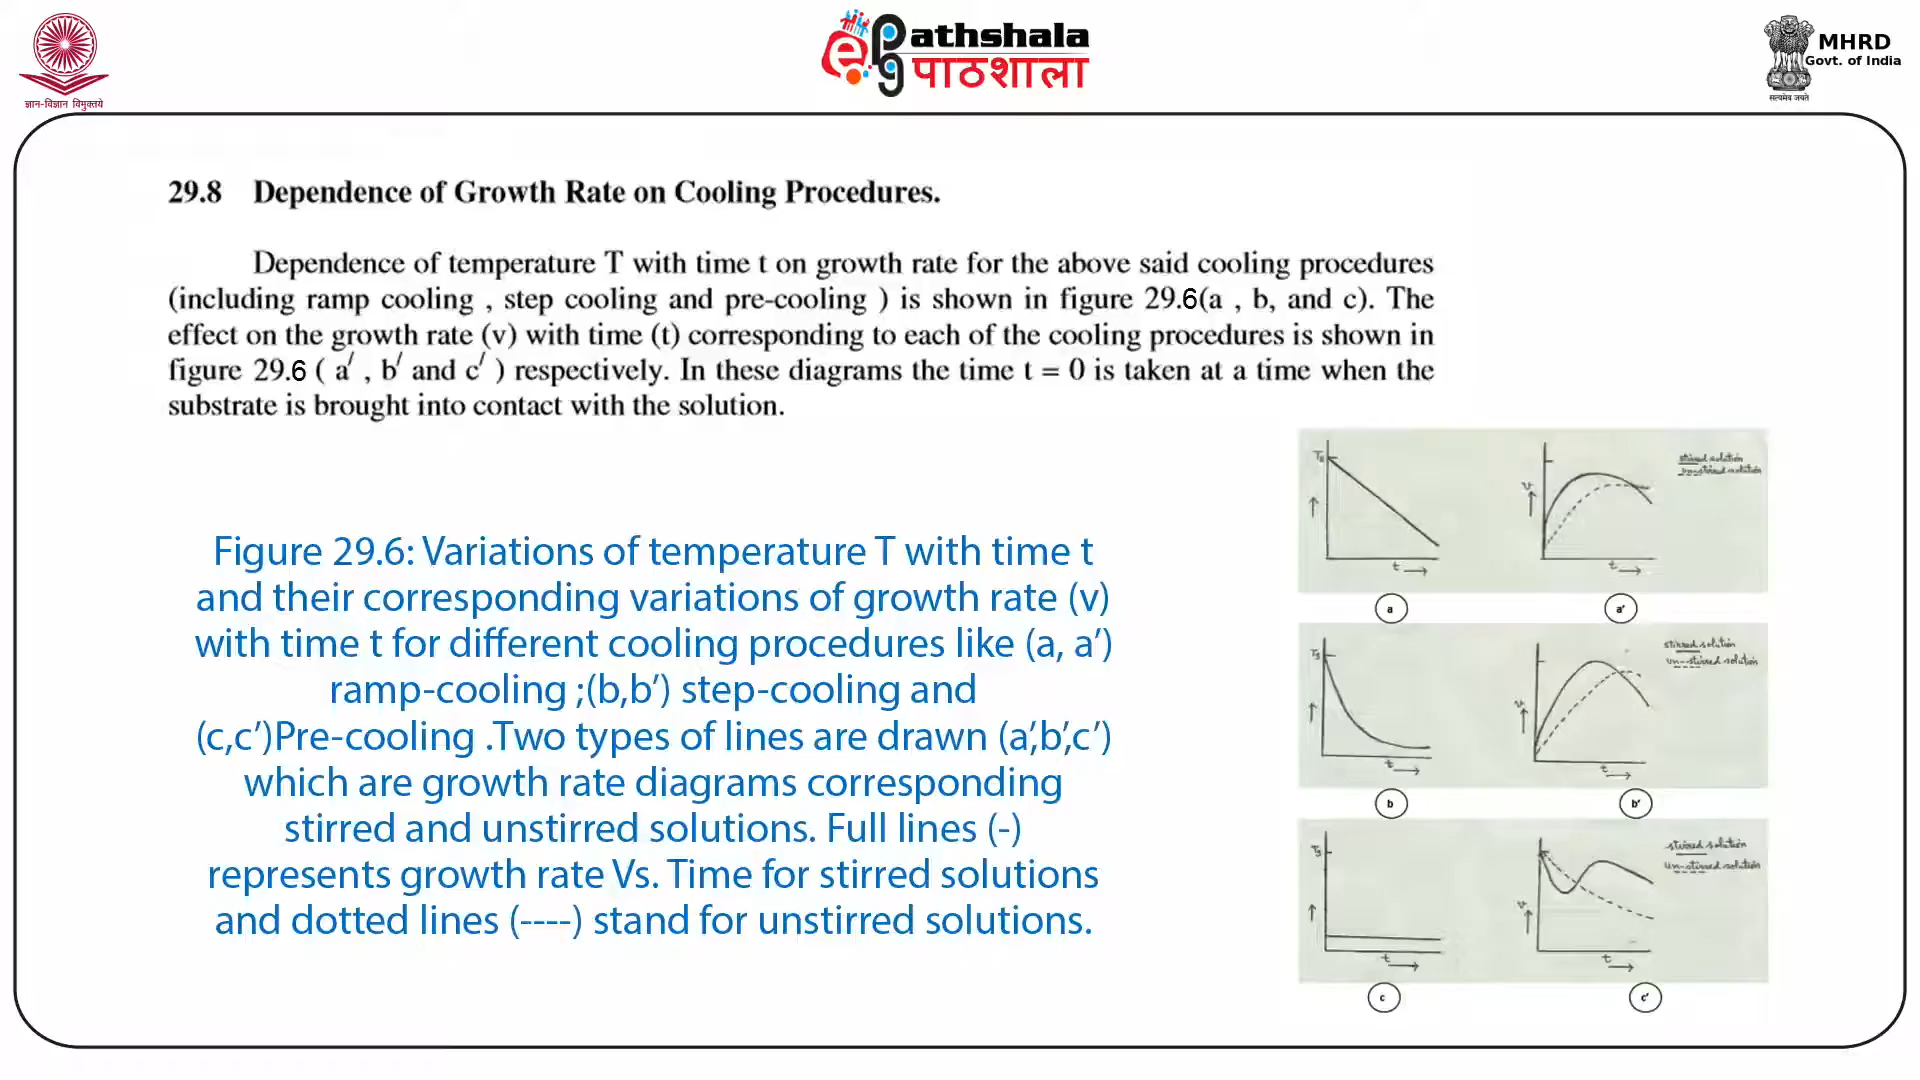 ज्ञान-विज्ञान विमुक्तये
ePathshala
पाठशाला
MHRD
Govt. of India
सत्यमेव जयते
29.8 Dependence of Growth Rate on Cooling Procedures.
Dependence of temperature T with time t on growth rate for the above said cooling procedures
(including ramp cooling , step cooling and pre-cooling ) is shown in figure 29.6(a , b, and c). The
effect on the growth rate (v) with time (t) corresponding to each of the cooling procedures is shown in
figure 29.6 ( a′ , b′ and c′ ) respectively. In these diagrams the time t = 0 is taken at a time when the
substrate is brought into contact with the solution.
Figure 29.6: Variations of temperature T with time t
and their corresponding variations of growth rate (v)
with time t for different cooling procedures like (a, a’)
ramp-cooling ;(b,b’) step-cooling and
(c,c’)Pre-cooling .Two types of lines are drawn (a’,b’,c’)
which are growth rate diagrams corresponding
stirred and unstirred solutions. Full lines (-)
represents growth rate Vs. Time for stirred solutions
and dotted lines (----) stand for unstirred solutions.
Ts
t
v
t
stirred solution
un-stirred solution
a
a’
Ts
t
v
t
stirred solution
un-stirred solution
b
b’
Ts
t
v
t
stirred solution
un-stirred solution
c
c’